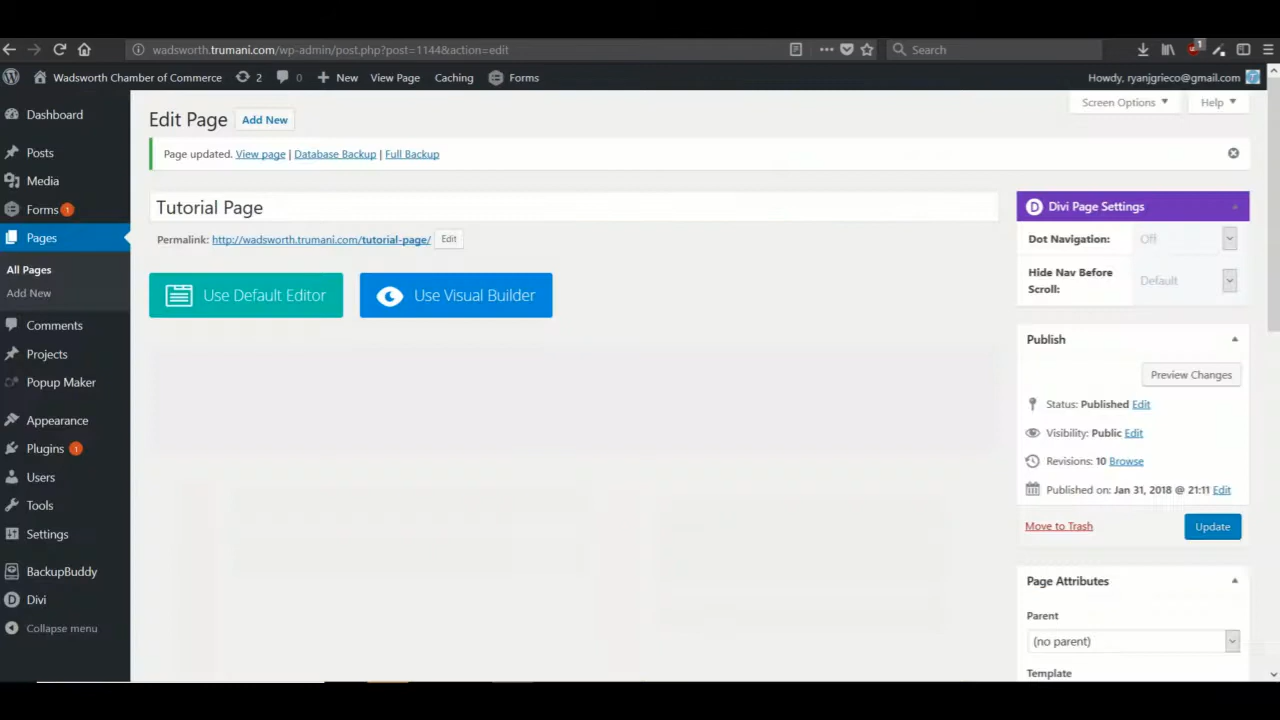 wadsworth.trumani.com/wp-admin/post.php?post=1144&action=edit
Search
1
Wadsworth Chamber of Commerce
2
0
New
View Page
Caching
Forms
Howdy, ryanjgrieco@gmail.com
Dashboard
Posts
Media
Forms 1
Pages
All Pages
Add New
Comments
Projects
Popup Maker
Appearance
Plugins 1
Users
Tools
Settings
BackupBuddy
Divi
Collapse menu
Screen Options
Help
Edit Page
Add New
Page updated. View page | Database Backup | Full Backup
Tutorial Page
Permalink: http://wadsworth.trumani.com/tutorial-page/
Edit
Use Default Editor
Use Visual Builder
D
Divi Page Settings
Dot Navigation:
Off
Hide Nav Before
Scroll:
Default
Publish
Preview Changes
Status: Published Edit
Visibility: Public Edit
Revisions: 10 Browse
Published on: Jan 31, 2018 @ 21:11 Edit
Move to Trash
Update
Page Attributes
Parent
(no parent)
Template